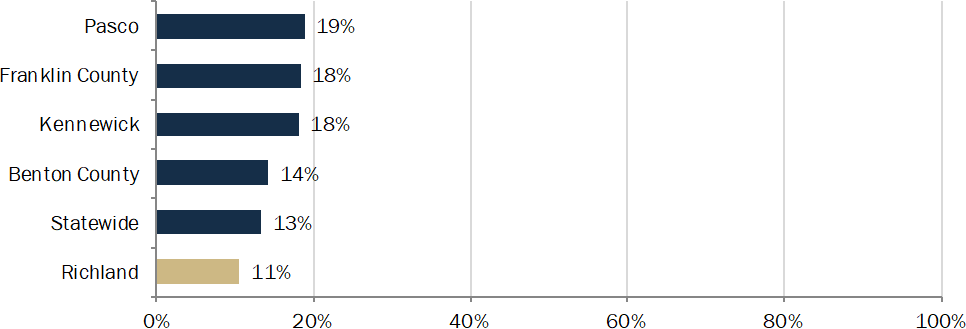 Pasco 19%
Franklin County 18%
Kennewick 18%
Benton County 14%
Statewide 13%
Richland 11%
0% 20% 40% 60% 80% 100%